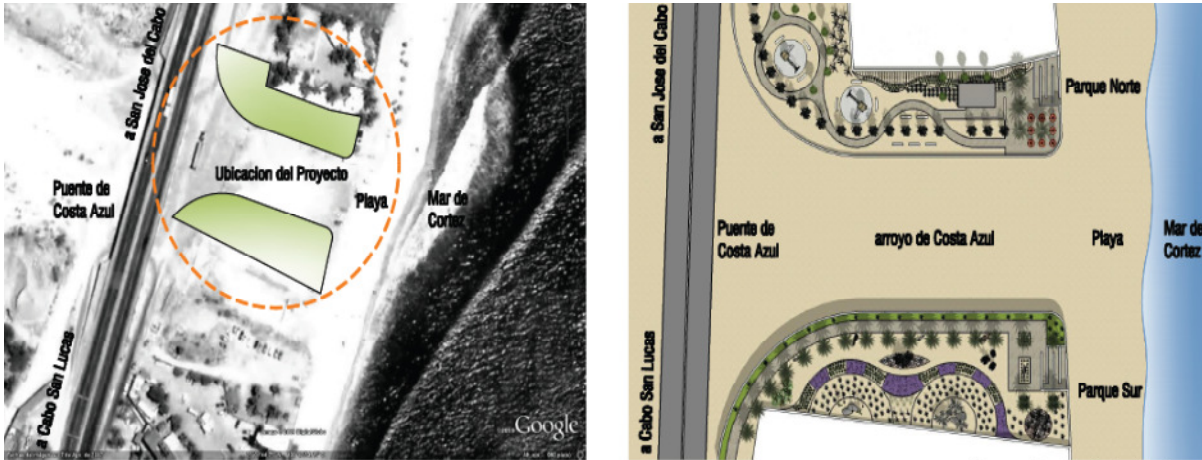 a San Jose del Cabo
Ubicacion del Proyecto
Puente de
Costa Azul
Playa
Mar de
Cortez
a Cabo San Lucas
Google
a San Jose del Cabo
Parque Norte
Puente de
Costa Azul
arroyo de Costa Azul
Playa
Mar de
Cortez
a Cabo San Lucas
Parque Sur